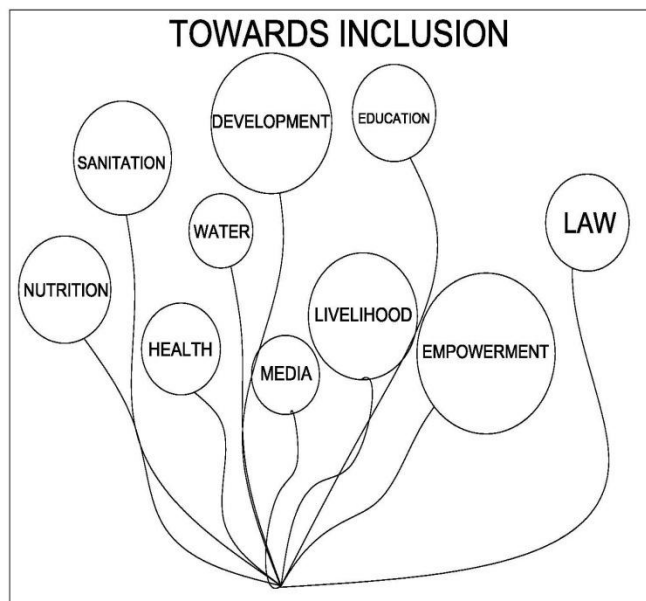 TOWARDS INCLUSION
DEVELOPMENT
EDUCATION
SANITATION
WATER
LAW
NUTRITION
LIVELIHOOD
HEALTH
EMPOWERMENT
MEDIA